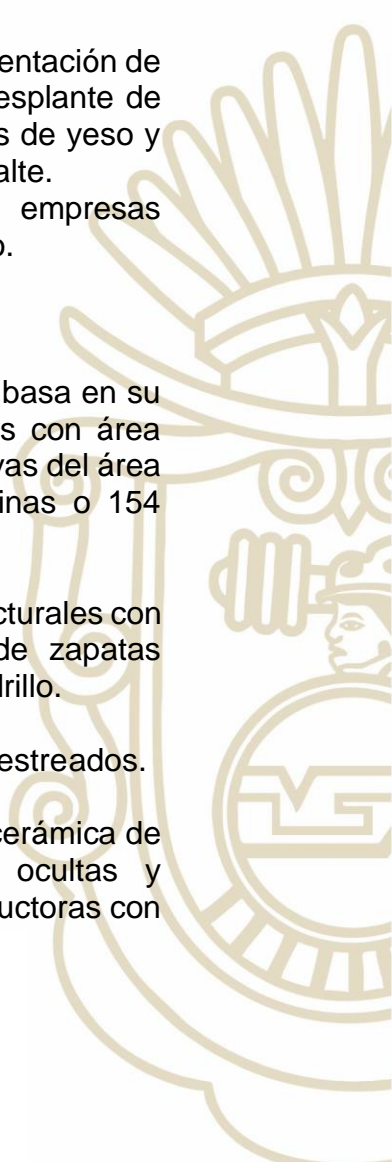 entación de
esplante de
s de yeso y
alte.
empresas
o.
basa en su
s con área
vas del área
inas o 154
cturales con
de zapatas
drillo.
estreados.
cerámica de
ocultas y
uctoras con